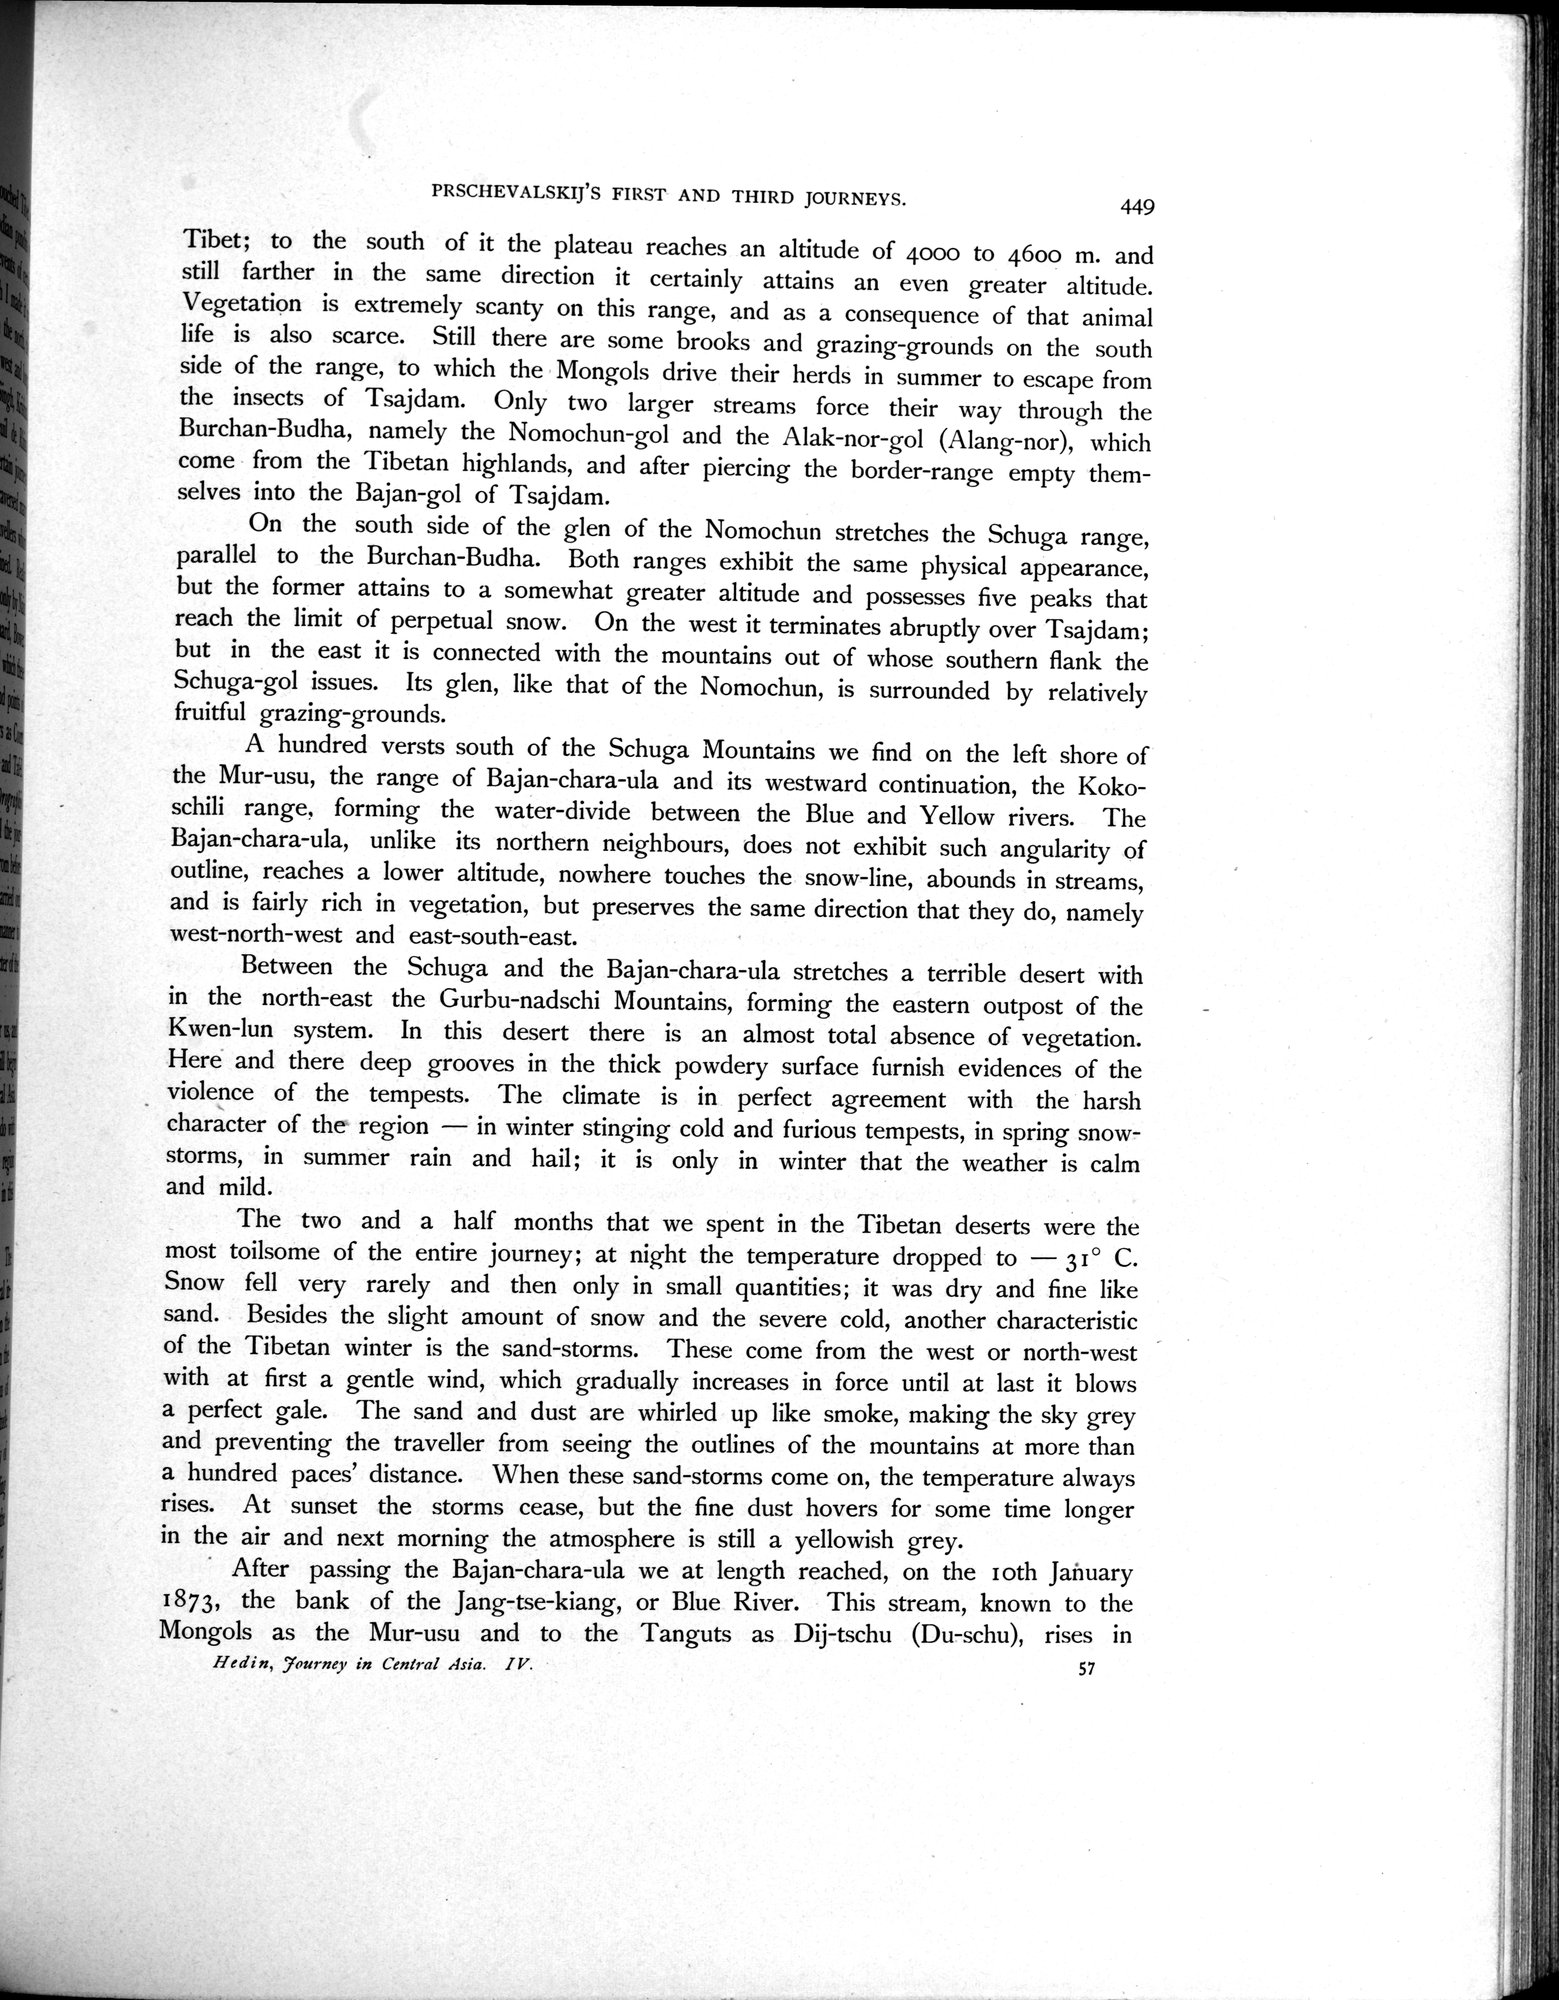 PRSCHEVALSKIJ'S FIRST AND THIRD JOURNEYS. 449
Tibet; to the south of it the plateau reaches an altitude of 4000 to 4600 m. and
still farther in the same direction it certainly attains an even greater altitude.
Vegetation is extremely scanty on this range, and as a consequence of that animal
life is also scarce. Still there are some brooks and grazing-grounds on the south
side of the range, to which the Mongols drive their herds in summer to escape from
the insects of Tsajdam. Only two larger streams force their way through the
Burchan-Budha, namely the Nomochun-gol and the Alak-nor-gol (Alang-nor), which
come from the Tibetan highlands, and after piercing the border-range empty them-
selves into the Bajan-gol of Tsajdam.
On the south side of the glen of the Nomochun stretches the Schuga range,
parallel to the Burchan-Budha. Both ranges exhibit the same physical appearance,
but the former attains to a somewhat greater altitude and possesses five peaks that
reach the limit of perpetual snow. On the west it terminates abruptly over Tsajdam;
but in the east it is connected with the mountains out of whose southern flank the
Schuga-gol issues. Its glen, like that of the Nomochun, is surrounded by relatively
fruitful grazing-grounds.
A hundred versts south of the Schuga Mountains we find on the left shore of
the Mur-usu, the range of Bajan-chara-ula and its westward continuation, the Koko-
schili range, forming the water-divide between the Blue and Yellow rivers. The
Bajan-chara-ula, unlike its northern neighbours, does not exhibit such angularity of
outline, reaches a lower altitude, nowhere touches the snow-line, abounds in streams,
and is fairly rich in vegetation, but preserves the same direction that they do, namely
west-north-west and east-south-east.
Between the Schuga and the Bajan-chara-ula stretches a terrible desert with
in the north-east the Gurbu-nadschi Mountains, forming the eastern outpost of the
Kwen-lun system. In this desert there is an almost total absence of vegetation.
Here and there deep grooves in the thick powdery surface furnish evidences of the
violence of the tempests. The climate is in perfect agreement with the harsh
character of the region — in winter stinging cold and furious tempests, in spring snow-
storms, in summer rain and hail; it is only in winter that the weather is calm
and mild.
The two and a half months that we spent in the Tibetan deserts were the
most toilsome of the entire journey; at night the temperature dropped to — 31° C.
Snow fell very rarely and then only in small quantities; it was dry and fine like
sand. Besides the slight amount of snow and the severe cold, another characteristic
of the Tibetan winter is the sand-storms. These come from the west or north-west
with at first a gentle wind, which gradually increases in force until at last it blows
a perfect gale. The sand and dust are whirled up like smoke, making the sky grey
and preventing the traveller from seeing the outlines of the mountains at more than
a hundred paces' distance. When these sand-storms come on, the temperature always
rises. At sunset the storms cease, but the fine dust hovers for some time longer
in the air and next morning the atmosphere is still a yellowish grey.
After passing the Bajan-chara-ula we at length reached, on the 10th January
1873, the bank of the Jang-tse-kiang, or Blue River. This stream, known to the
Mongols as the Mur-usu and to the Tanguts as Dij-tschu (Du-schu), rises in
Hedin, Journey in Central Asia. IV. 57